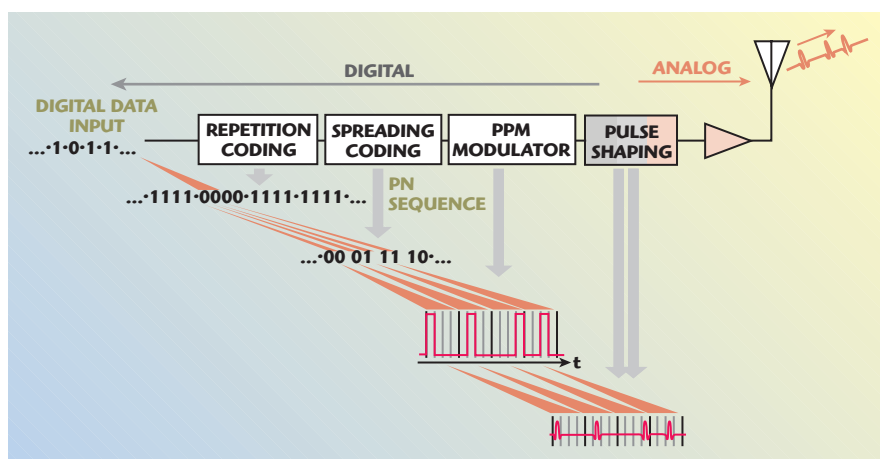 DIGITAL
ANALOG
DIGITAL DATA
INPUT
...·1·0·1·1·...
REPETITION
CODING
SPREADING
CODING
PPM
MODULATOR
PULSE
SHAPING
...·1111·0000·1111·1111·...
PN
SEQUENCE
...·00 01 11 10·...
t